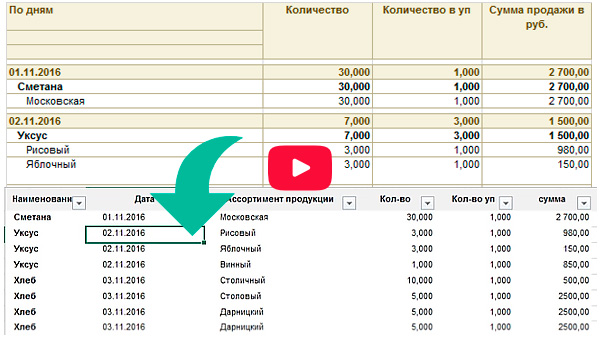 По дням Количество Количество в уп Сумма продажи в руб.
01.11.2016 30,000 1,000 2 700,00
Сметана 30,000 1,000 2 700,00
Московская 30,000 1,000 2 700,00
02.11.2016 7,000 3,000 1 500,00
Уксус 7,000 3,000 1 500,00
Рисовый 3,000 1,000 980,00
Яблочный 3,000 1,000 150,00
Наименовани Дата Ассортимент продукции Кол-во Кол-во уп сумма
Сметана 01.11.2016 Московская 30,000 1,000 2 700,00
Уксус 02.11.2016 Рисовый 3,000 1,000 980,00
Уксус 02.11.2016 Яблочный 3,000 1,000 150,00
Уксус 02.11.2016 Винный 1,000 1,000 850,00
Хлеб 03.11.2016 Столичный 10,000 1,000 500,00
Хлеб 03.11.2016 Столовый 5,000 1,000 2500,00
Хлеб 03.11.2016 Дарницкий 5,000 1,000 2500,00
Хлеб 03.11.2016 Дарницкий 5,000 1,000 2500,00